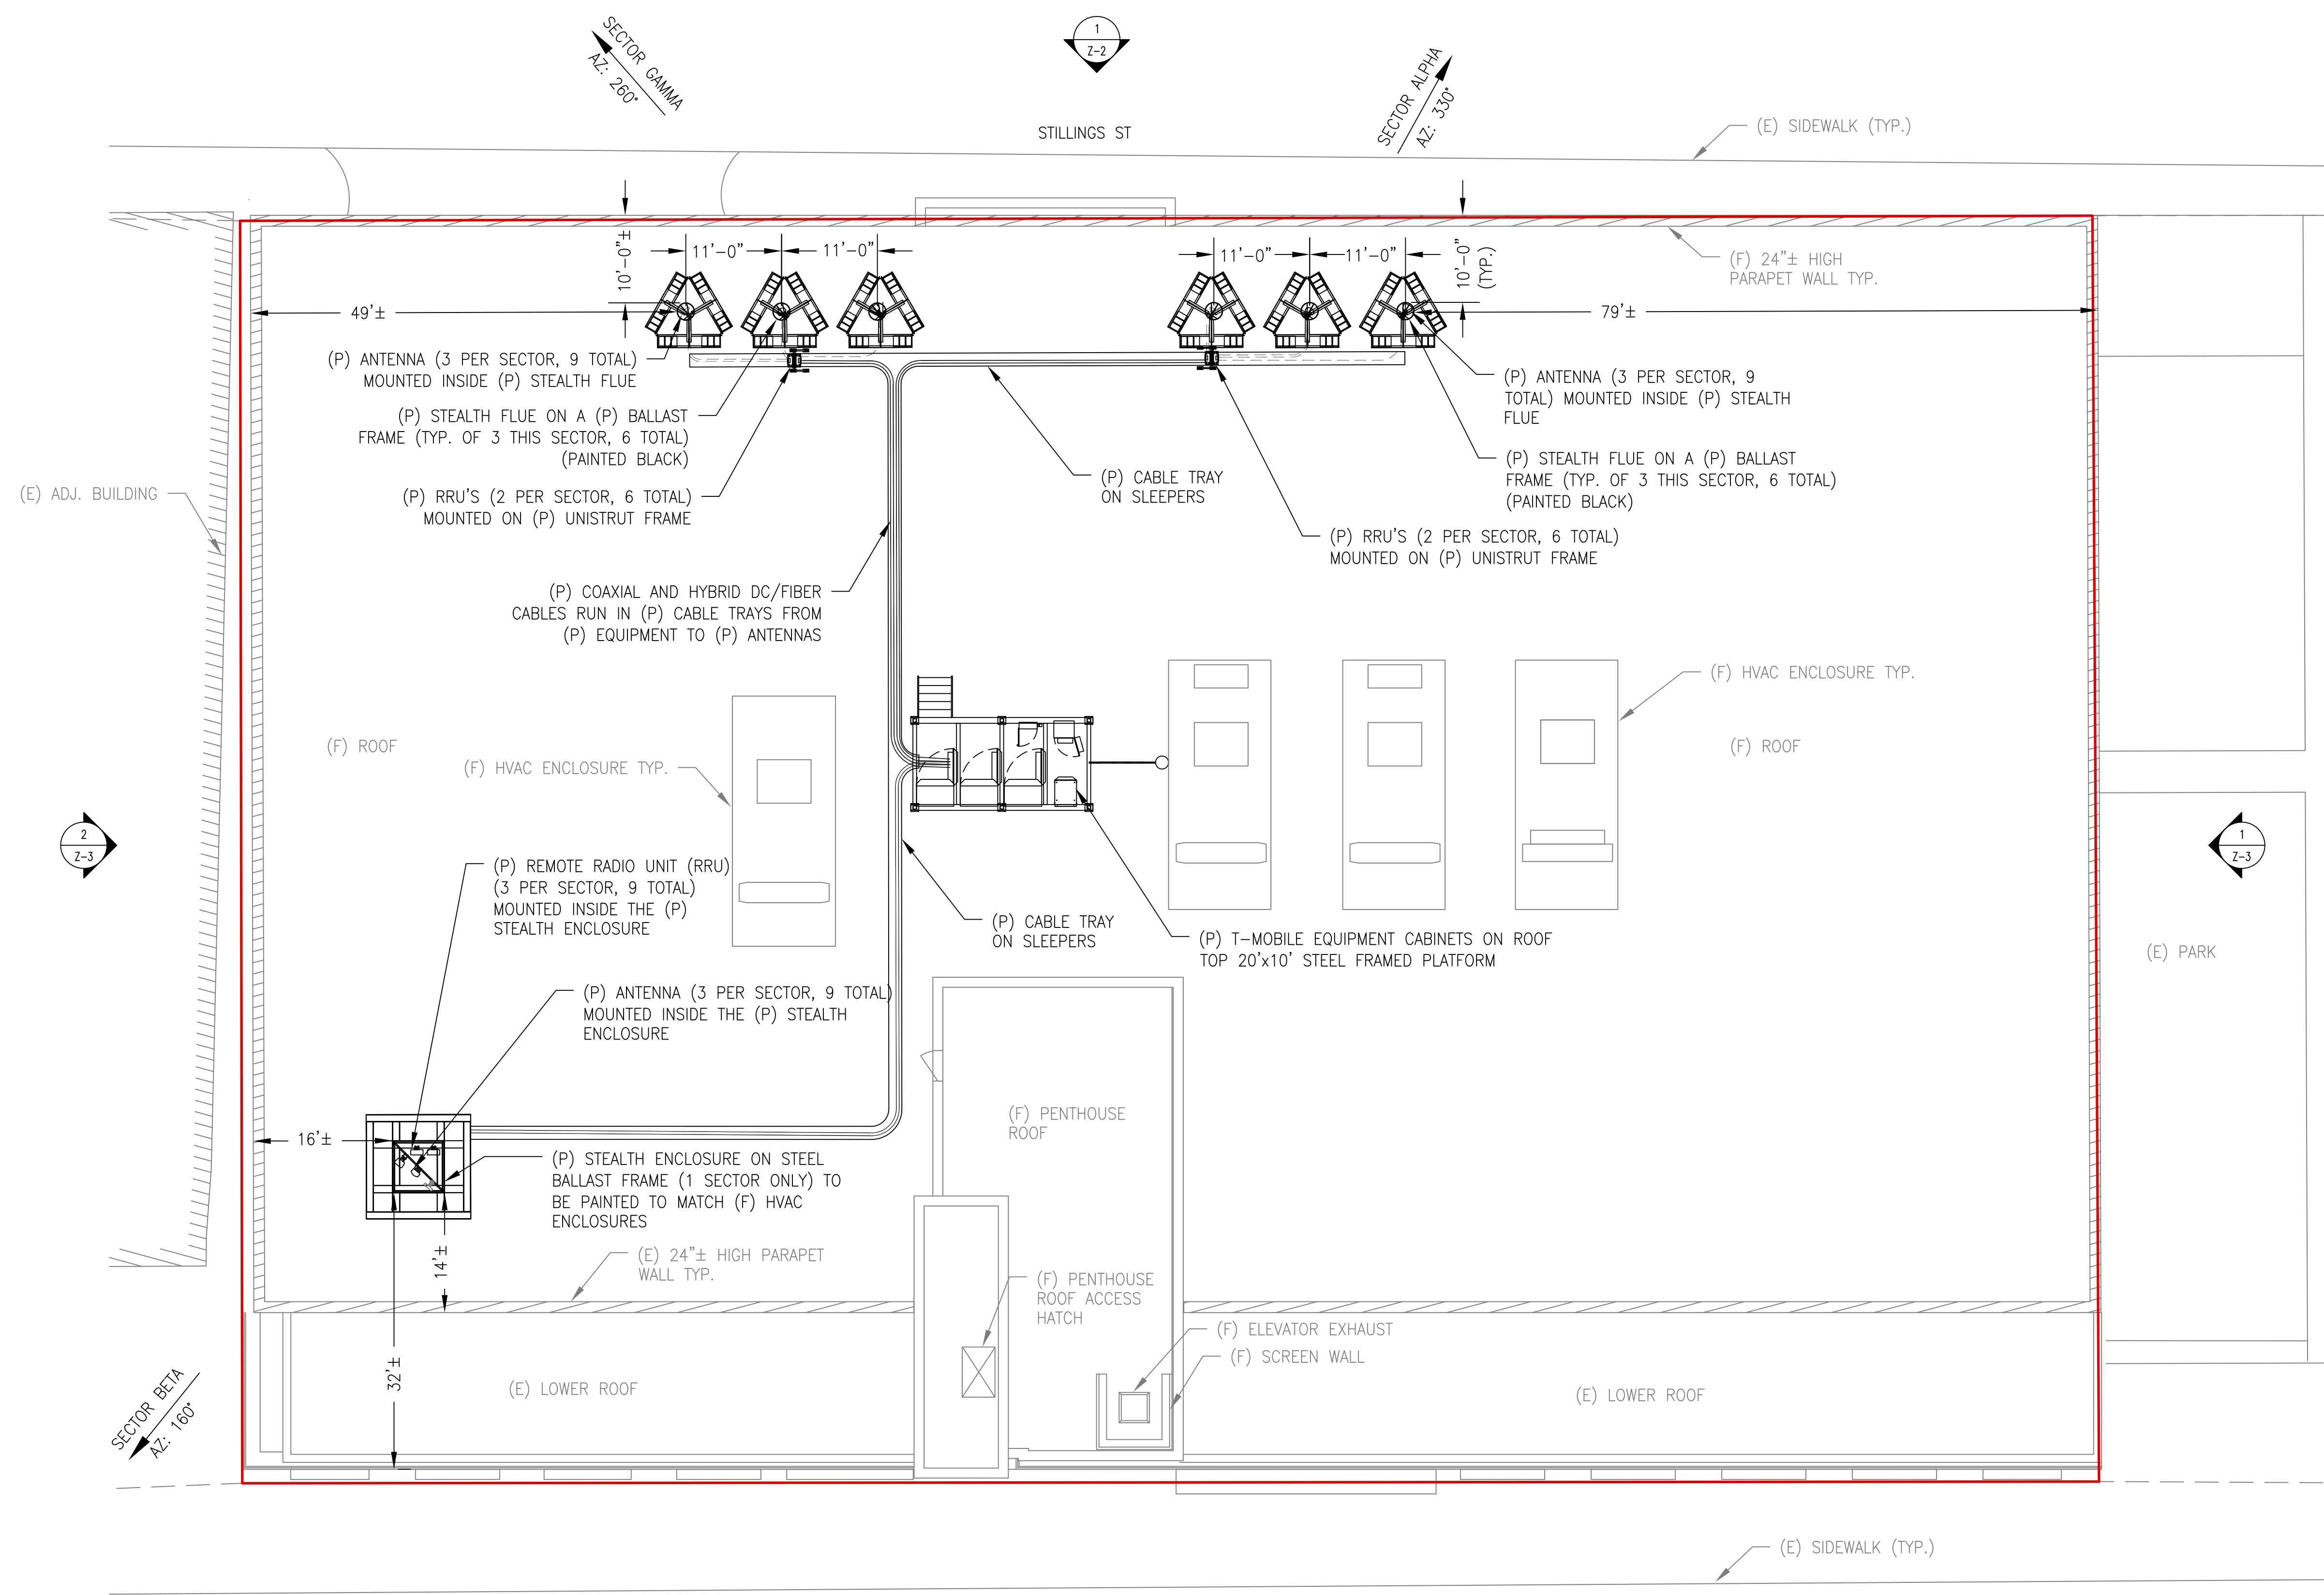 SECTOR GAMMA
AZ: 260°
1
Z-2
SECTOR ALPHA
AZ: 330°
STILLINGS ST
(E) SIDEWALK (TYP.)
10'-0"±
11'-0"
11'-0"
11'-0"
11'-0"
10'-0"
(TYP.)
(F) 24"± HIGH
PARAPET WALL TYP.
49'±
79'±
(P) ANTENNA (3 PER SECTOR, 9 TOTAL)
MOUNTED INSIDE (P) STEALTH FLUE
(P) STEALTH FLUE ON A (P) BALLAST
FRAME (TYP. OF 3 THIS SECTOR, 6 TOTAL)
(PAINTED BLACK)
(P) RRU'S (2 PER SECTOR, 6 TOTAL)
MOUNTED ON (P) UNISTRUT FRAME
(P) ANTENNA (3 PER SECTOR, 9
TOTAL) MOUNTED INSIDE (P) STEALTH
FLUE
(P) STEALTH FLUE ON A (P) BALLAST
FRAME (TYP. OF 3 THIS SECTOR, 6 TOTAL)
(PAINTED BLACK)
(P) CABLE TRAY
ON SLEEPERS
(P) RRU'S (2 PER SECTOR, 6 TOTAL)
MOUNTED ON (P) UNISTRUT FRAME
(E) ADJ. BUILDING
(P) COAXIAL AND HYBRID DC/FIBER
CABLES RUN IN (P) CABLE TRAYS FROM
(P) EQUIPMENT TO (P) ANTENNAS
(F) HVAC ENCLOSURE TYP.
(F) ROOF
(F) ROOF
(F) HVAC ENCLOSURE TYP.
2
Z-3
1
Z-3
(P) REMOTE RADIO UNIT (RRU)
(3 PER SECTOR, 9 TOTAL)
MOUNTED INSIDE THE (P)
STEALTH ENCLOSURE
(P) CABLE TRAY
ON SLEEPERS
(P) T-MOBILE EQUIPMENT CABINETS ON ROOF
TOP 20'x10' STEEL FRAMED PLATFORM
(E) PARK
(P) ANTENNA (3 PER SECTOR, 9 TOTAL)
MOUNTED INSIDE THE (P) STEALTH
ENCLOSURE
(F) PENTHOUSE
ROOF
16'±
(P) STEALTH ENCLOSURE ON STEEL
BALLAST FRAME (1 SECTOR ONLY) TO
BE PAINTED TO MATCH (F) HVAC
ENCLOSURES
14'±
(E) 24"± HIGH PARAPET
WALL TYP.
(F) PENTHOUSE
ROOF ACCESS
HATCH
(F) ELEVATOR EXHAUST
(F) SCREEN WALL
32'±
(E) LOWER ROOF
(E) LOWER ROOF
SECTOR BETA
AZ: 160°
(E) SIDEWALK (TYP.)